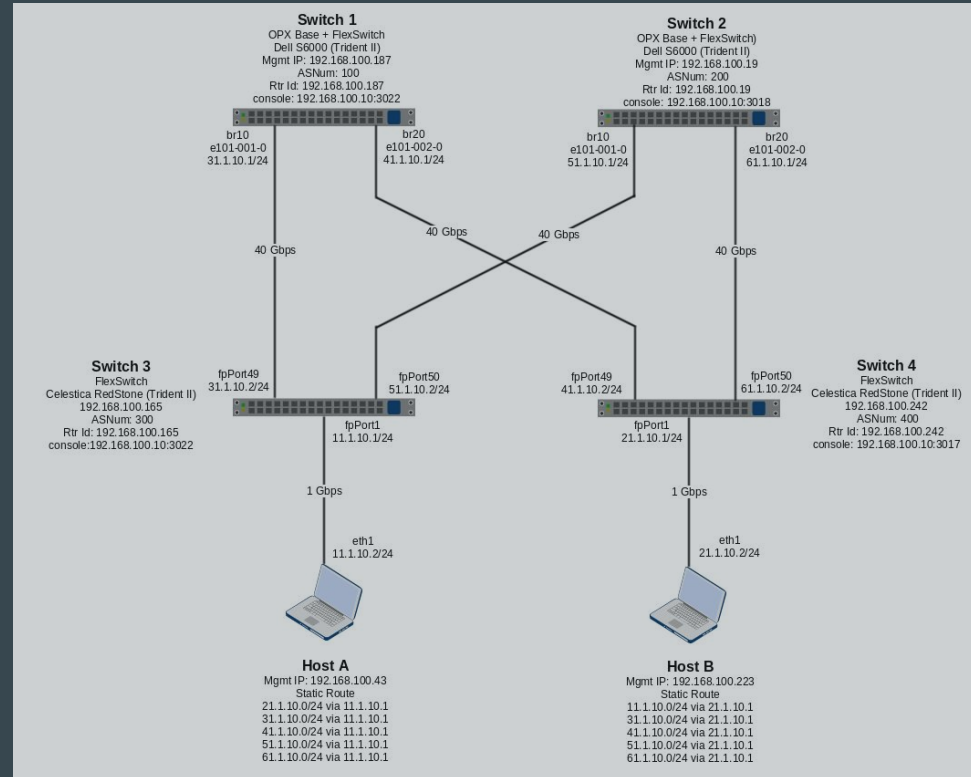 Switch 1
OPX Base + FlexSwitch
Dell S6000 (Trident II)
Mgmt IP: 192.168.100.187
ASNum: 100
Rtr Id: 192.168.100.187
console: 192.168.100.10:3022
Switch 2
OPX Base + FlexSwitch)
Dell S6000 (Trident II)
Mgmt IP: 192.168.100.19
ASNum: 200
Rtr Id: 192.168.100.19
console: 192.168.100.10:3018
br10
e101-001-0
31.1.10.1/24
br20
e101-002-0
41.1.10.1/24
br10
e101-001-0
51.1.10.1/24
br20
e101-002-0
61.1.10.1/24
40 Gbps
40 Gbps
40 Gbps
40 Gbps
Switch 3
FlexSwitch
Celestica RedStone (Trident II)
192.168.100.165
ASNum: 300
Rtr Id: 192.168.100.165
console:192.168.100.10:3022
fpPort49
31.1.10.2/24
fpPort50
51.1.10.2/24
fpPort1
11.1.10.1/24
fpPort49
41.1.10.2/24
fpPort50
61.1.10.2/24
fpPort1
21.1.10.1/24
Switch 4
FlexSwitch
Celestica RedStone (Trident II)
192.168.100.242
ASNum: 400
Rtr Id: 192.168.100.242
console: 192.168.100.10:3017
1 Gbps
1 Gbps
eth1
11.1.10.2/24
eth1
21.1.10.2/24
Host A
Mgmt IP: 192.168.100.43
Static Route
21.1.10.0/24 via 11.1.10.1
31.1.10.0/24 via 11.1.10.1
41.1.10.0/24 via 11.1.10.1
51.1.10.0/24 via 11.1.10.1
61.1.10.0/24 via 11.1.10.1
Host B
Mgmt IP: 192.168.100.223
Static Route
11.1.10.0/24 via 21.1.10.1
31.1.10.0/24 via 21.1.10.1
41.1.10.0/24 via 21.1.10.1
51.1.10.0/24 via 21.1.10.1
61.1.10.0/24 via 21.1.10.1